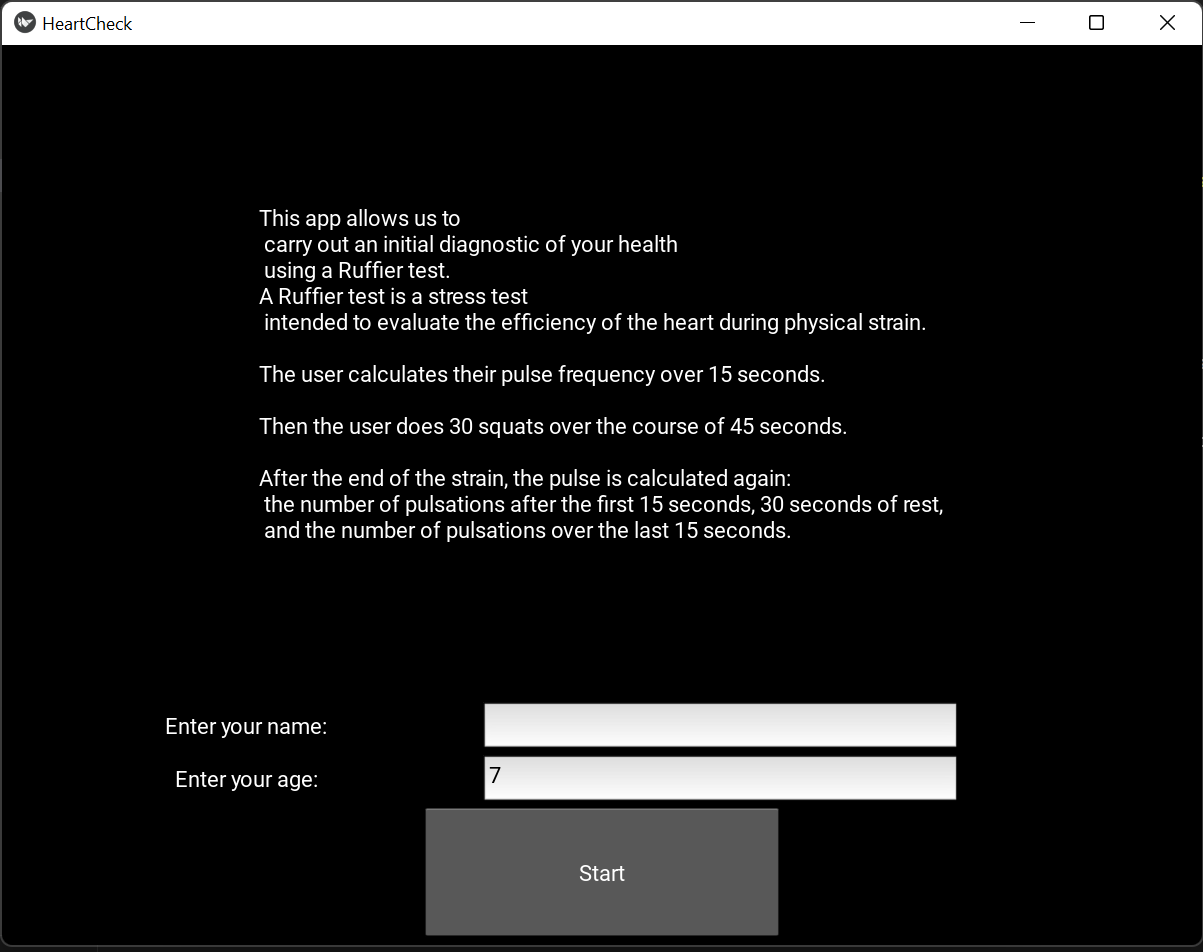 HeartCheck
This app allows us to
carry out an initial diagnostic of your health
using a Ruffier test.
A Ruffier test is a stress test
intended to evaluate the efficiency of the heart during physical strain.
The user calculates their pulse frequency over 15 seconds.
Then the user does 30 squats over the course of 45 seconds.
After the end of the strain, the pulse is calculated again:
the number of pulsations after the first 15 seconds, 30 seconds of rest,
and the number of pulsations over the last 15 seconds.
Enter your name:
Enter your age: 7
Start